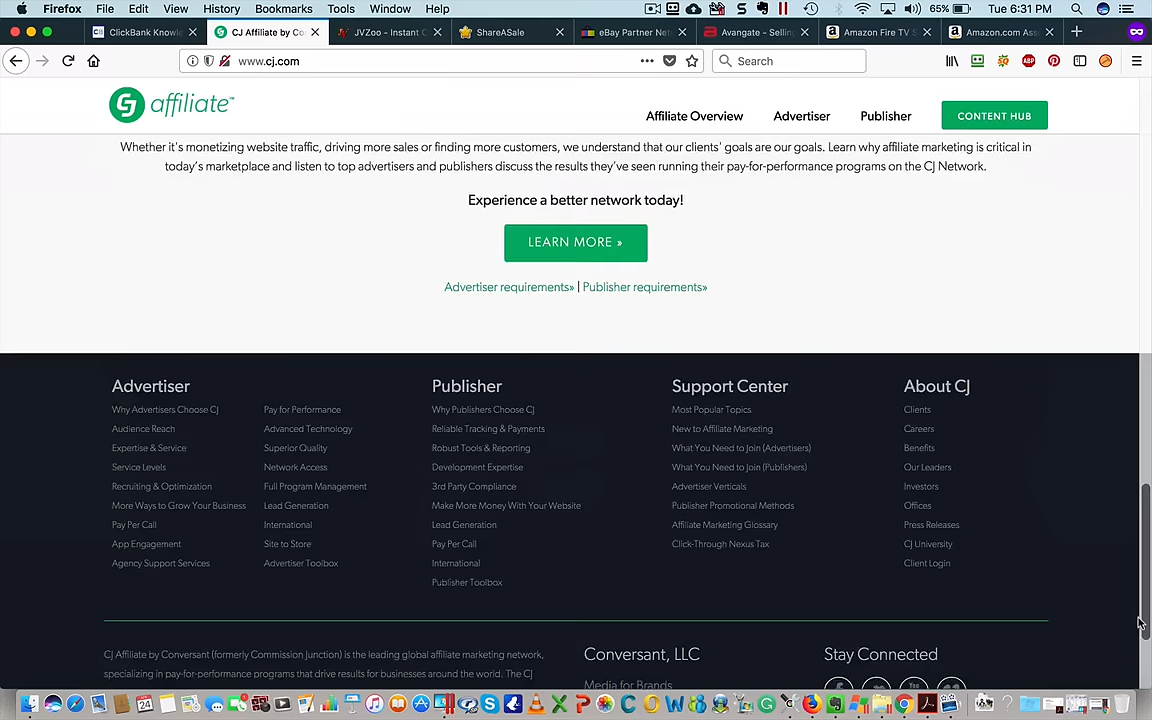 Firefox File Edit View History Bookmarks Tools Window Help 65% Tue 6:31 PM
ClickBank Knowle CJ Affiliate by Co JVZoo - Instant C ShareASale eBay Partner Net Avangate - Selling Amazon Fire TV S Amazon.com Ass
www.cj.com Search
affiliate
Affiliate Overview Advertiser Publisher CONTENT HUB
Whether it's monetizing website traffic, driving more sales or finding more customers, we understand that our clients' goals are our goals. Learn why affiliate marketing is critical in
today's marketplace and listen to top advertisers and publishers discuss the results they've seen running their pay-for-performance programs on the CJ Network.
Experience a better network today!
LEARN MORE »
Advertiser requirements» | Publisher requirements»
Advertiser
Why Advertisers Choose CJ
Audience Reach
Expertise & Service
Service Levels
Recruiting & Optimization
More Ways to Grow Your Business
Pay Per Call
App Engagement
Agency Support Services
Pay for Performance
Advanced Technology
Superior Quality
Network Access
Full Program Management
Lead Generation
International
Site to Store
Advertiser Toolbox
Publisher
Why Publishers Choose CJ
Reliable Tracking & Payments
Robust Tools & Reporting
Development Expertise
3rd Party Compliance
Make More Money With Your Website
Lead Generation
Pay Per Call
International
Publisher Toolbox
Support Center
Most Popular Topics
New to Affiliate Marketing
What You Need to Join (Advertisers)
What You Need to Join (Publishers)
Advertiser Verticals
Publisher Promotional Methods
Affiliate Marketing Glossary
Click-Through Nexus Tax
About CJ
Clients
Careers
Benefits
Our Leaders
Investors
Offices
Press Releases
CJ University
Client Login
CJ Affiliate by Conversant (formerly Commission Junction) is the leading global affiliate marketing network,
specializing in pay-for-performance programs that drive results for businesses around the world. The CJ
Conversant, LLC
Media for Brands
Stay Connected